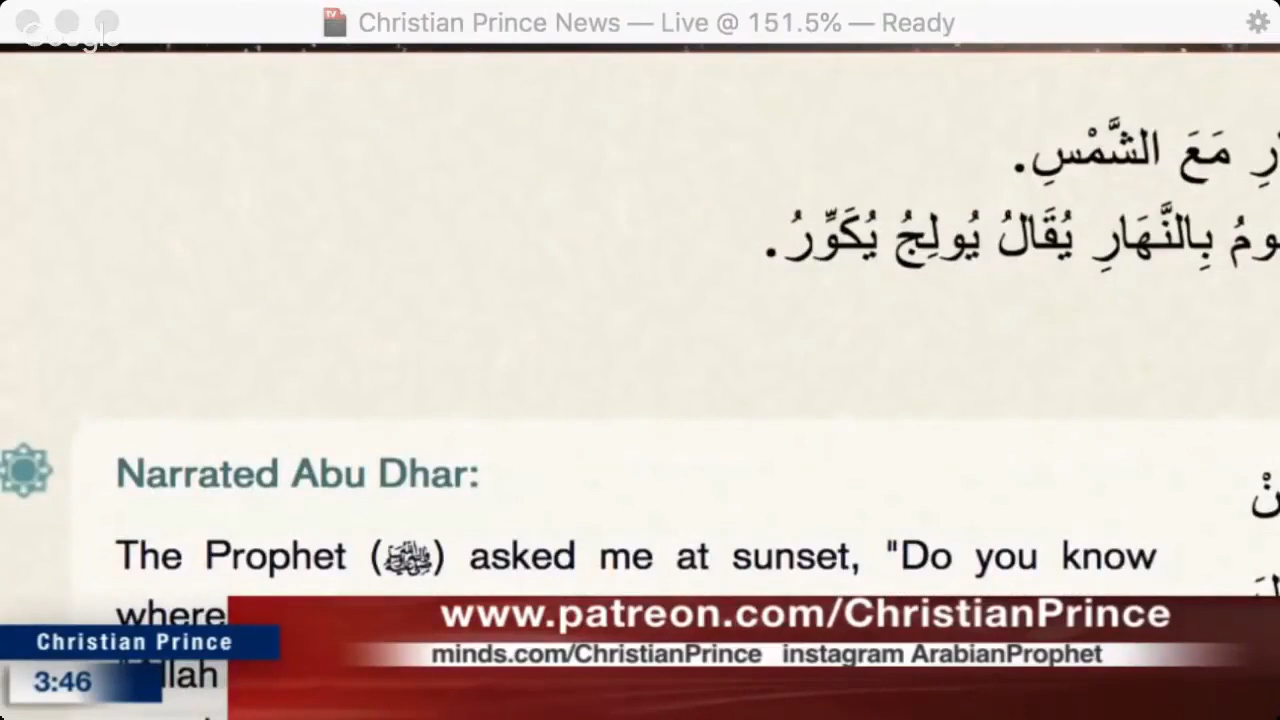 Christian Prince News — Live @ 151.5% — Ready
Google
مَعَ الشَّمْسِ.
بِالنَّهَارِ يُقَالُ يُولِجُ يُكَوِّرُ.
Narrated Abu Dhar:
The Prophet (ﷺ) asked me at sunset, "Do you know
where
www.patreon.com/ChristianPrince
Christian Prince
minds.com/ChristianPrince instagram ArabianProphet
3:46